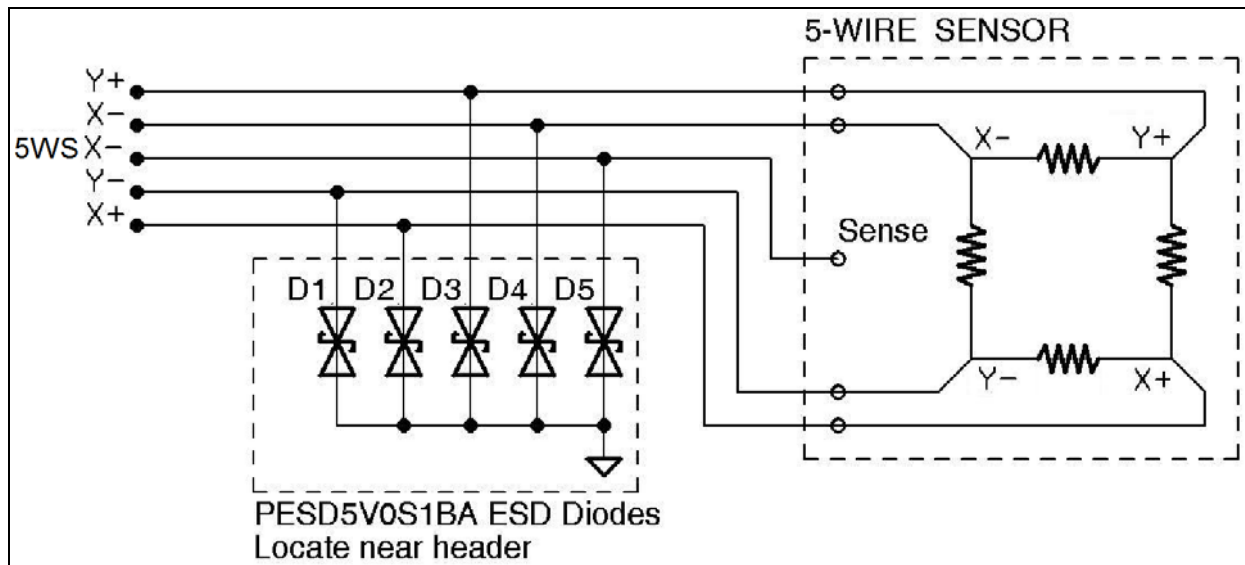 5-WIRE SENSOR
Y+
X-
5WS X-
Y-
X+
X-
Y+
Sense
Y-
X+
D1 D2 D3 D4 D5
PESD5V0S1BA ESD Diodes
Locate near header